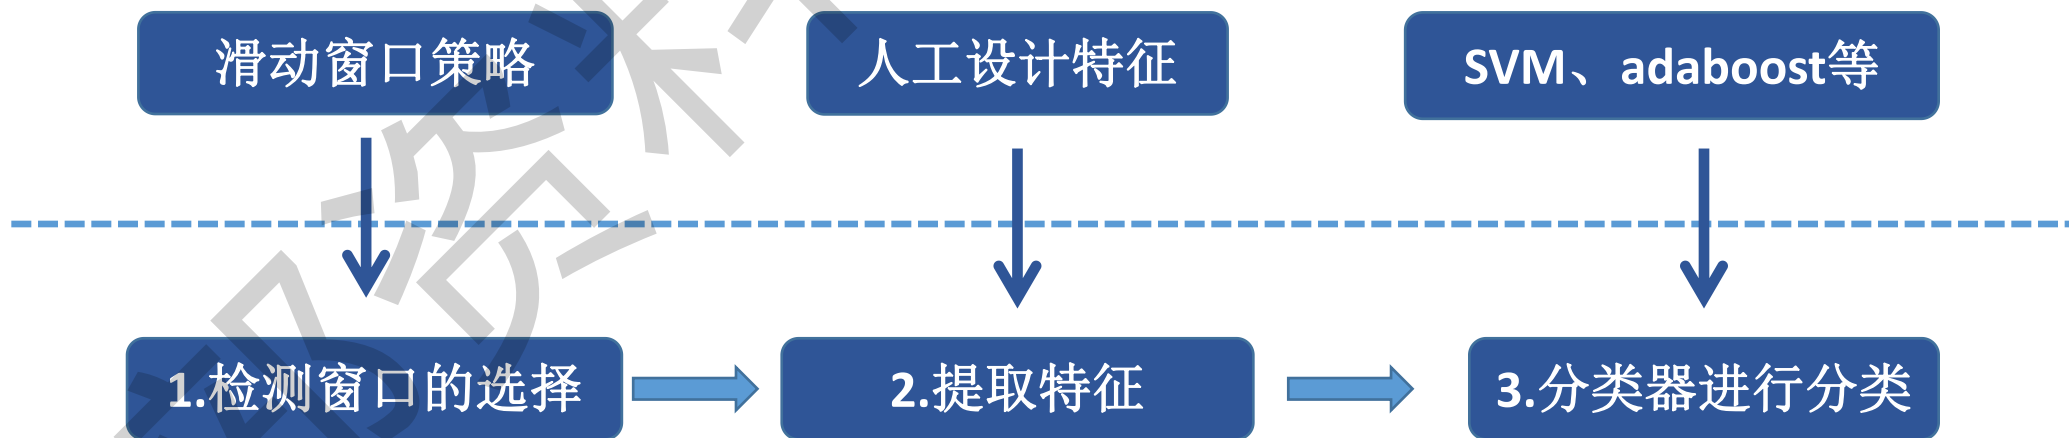 滑动窗口策略
人工设计特征
SVM、adaboost等
1.检测窗口的选择
2.提取特征
3.分类器进行分类